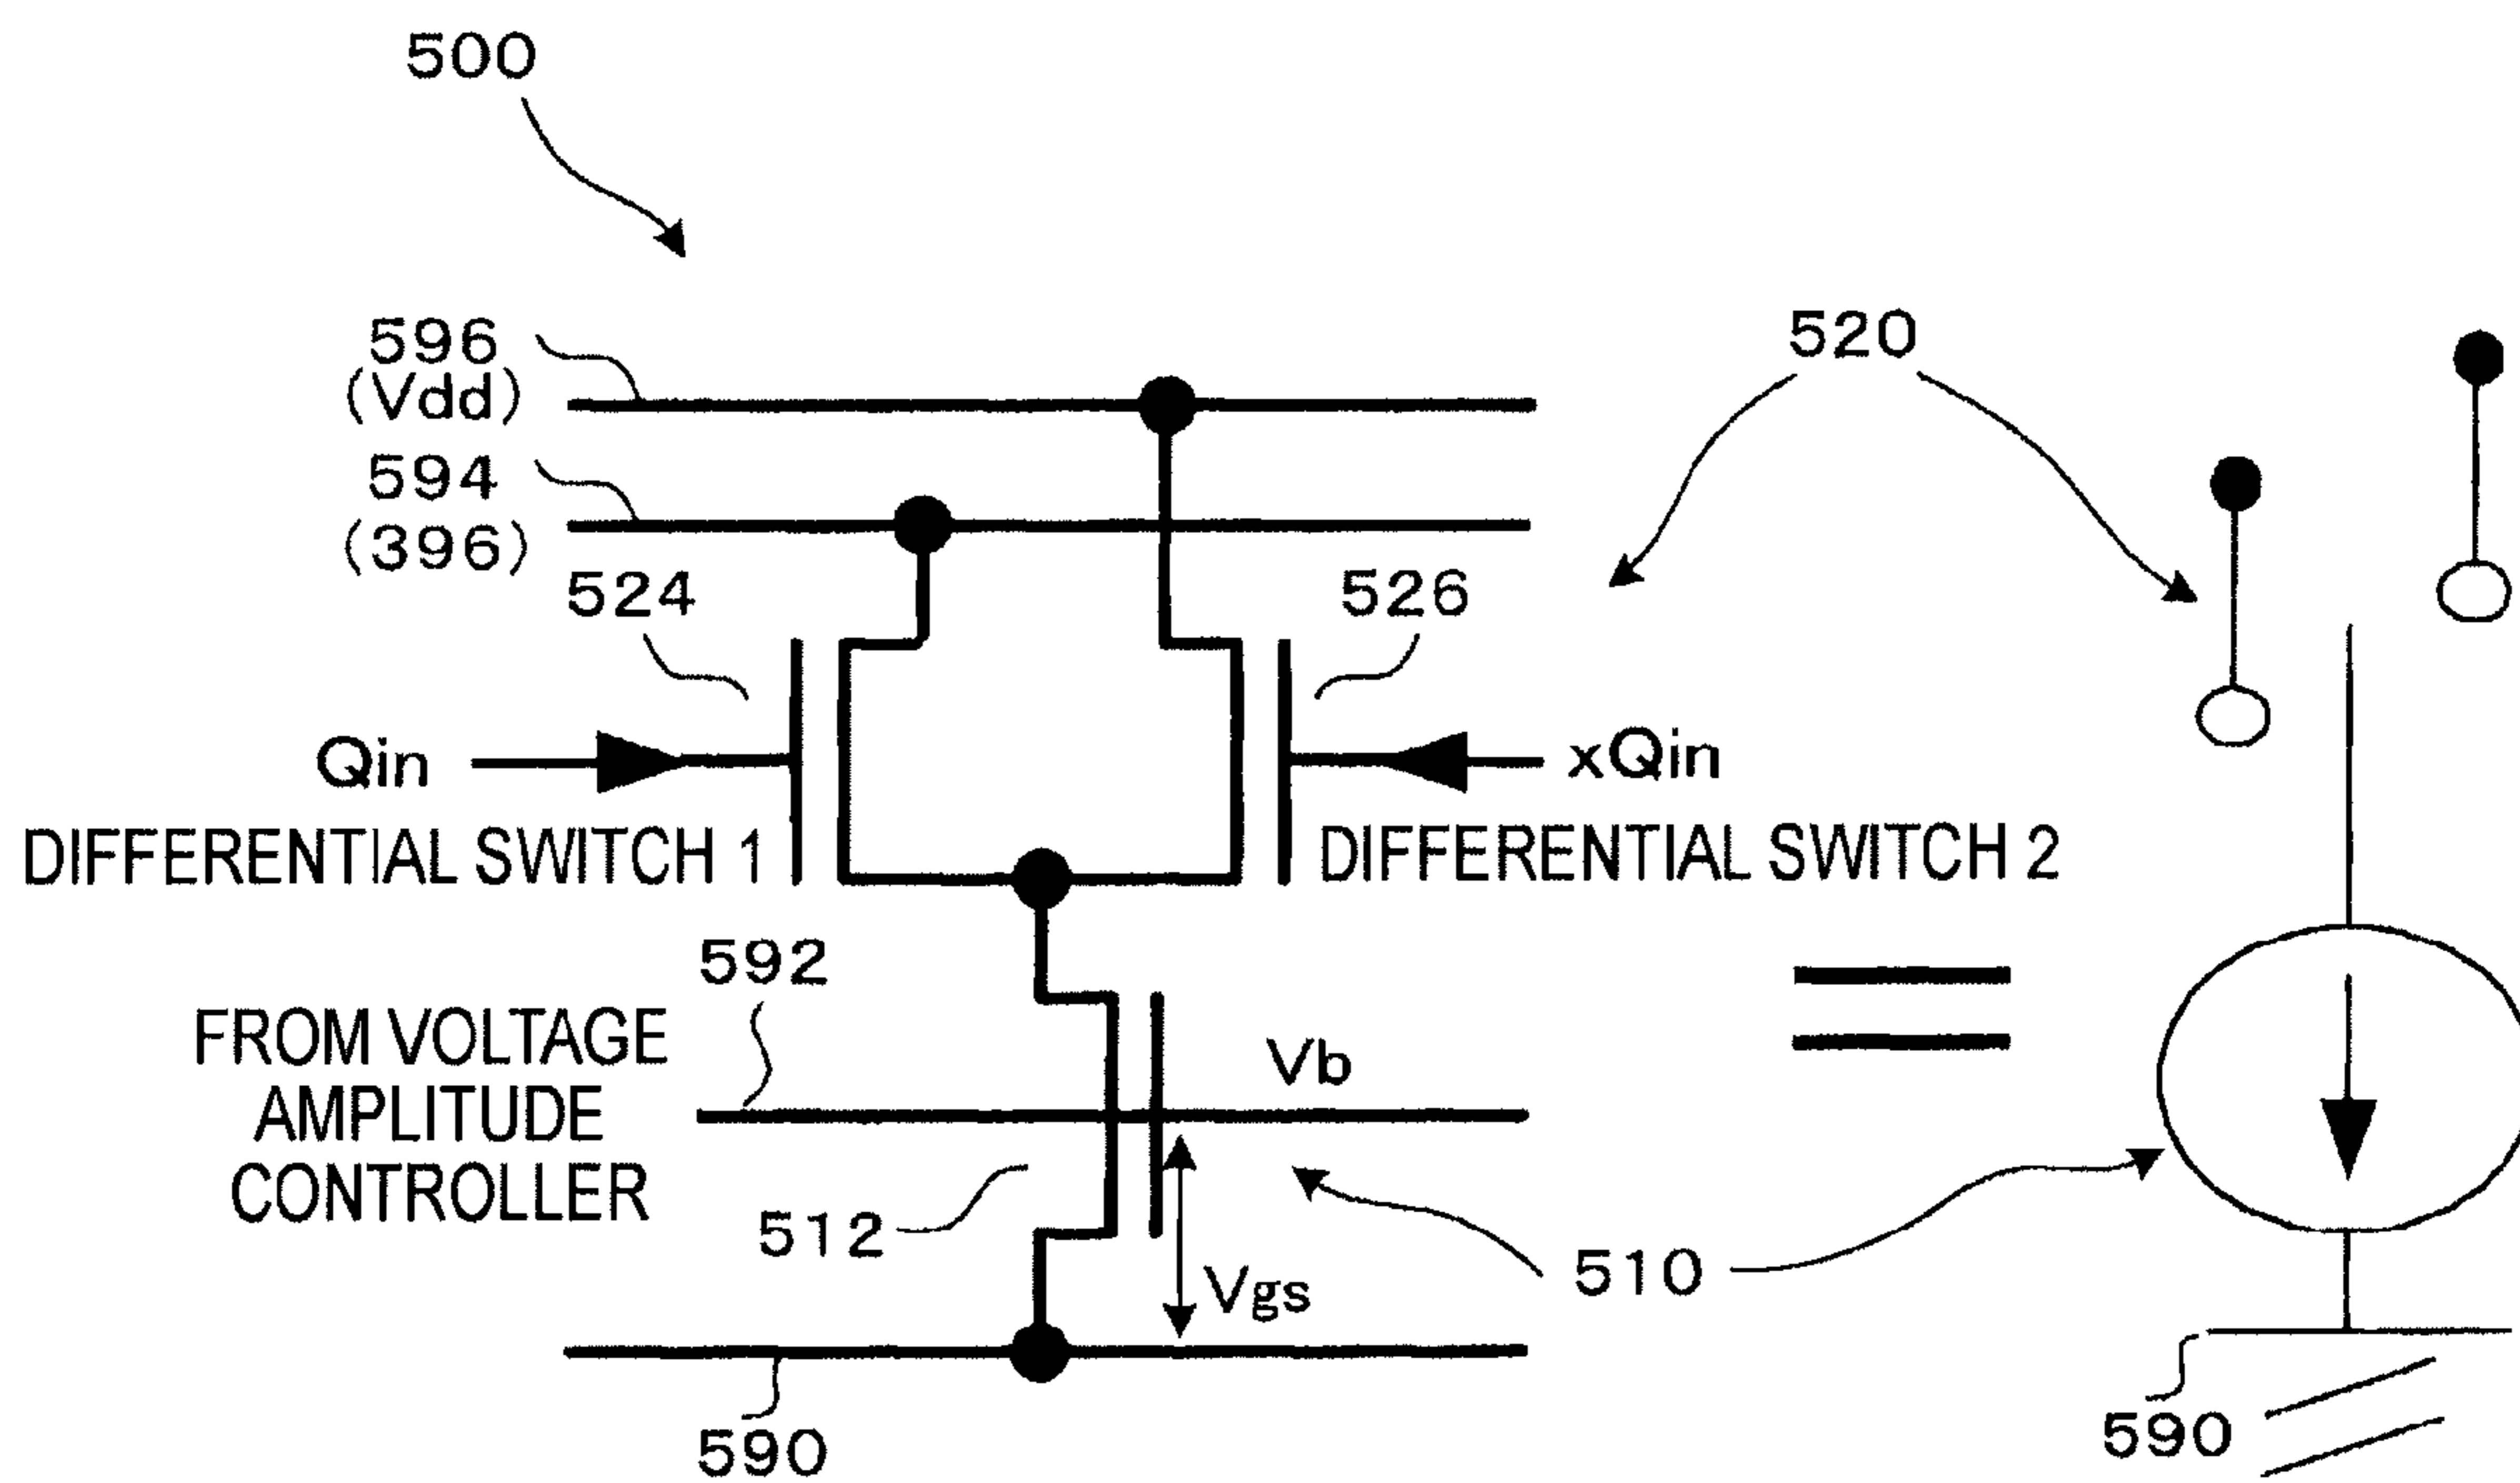 500
596
(Vdd)
520
594
(396)
524
526
Qin
xQin
DIFFERENTIAL SWITCH 1
DIFFERENTIAL SWITCH 2
592
FROM VOLTAGE
AMPLITUDE
CONTROLLER
Vb
512
Vgs
510
590
590